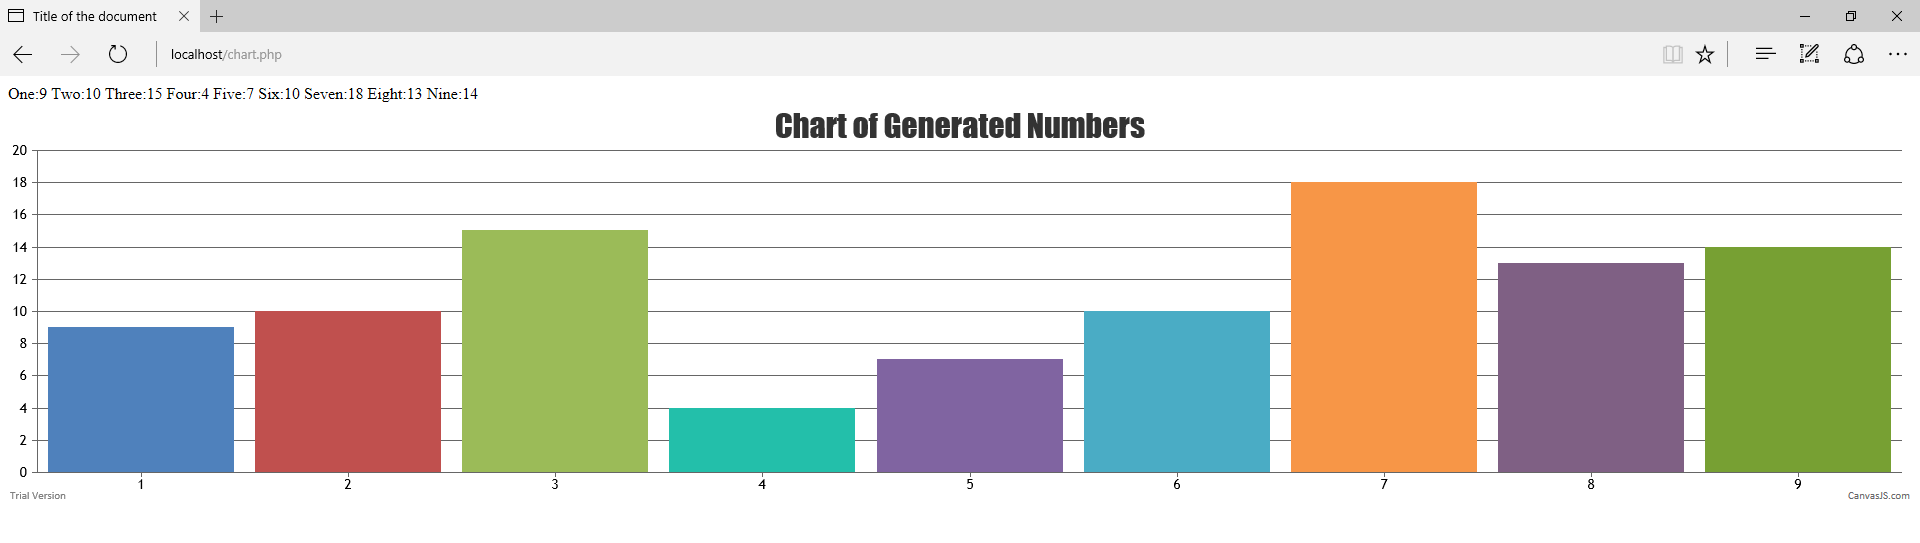 Title of the document
localhost/chart.php
One:9 Two:10 Three:15 Four:4 Five:7 Six:10 Seven:18 Eight:13 Nine:14
Chart of Generated Numbers
20
18
16
14
12
10
8
6
4
2
0
1 2 3 4 5 6 7 8 9
Trial Version
CanvasJS.com